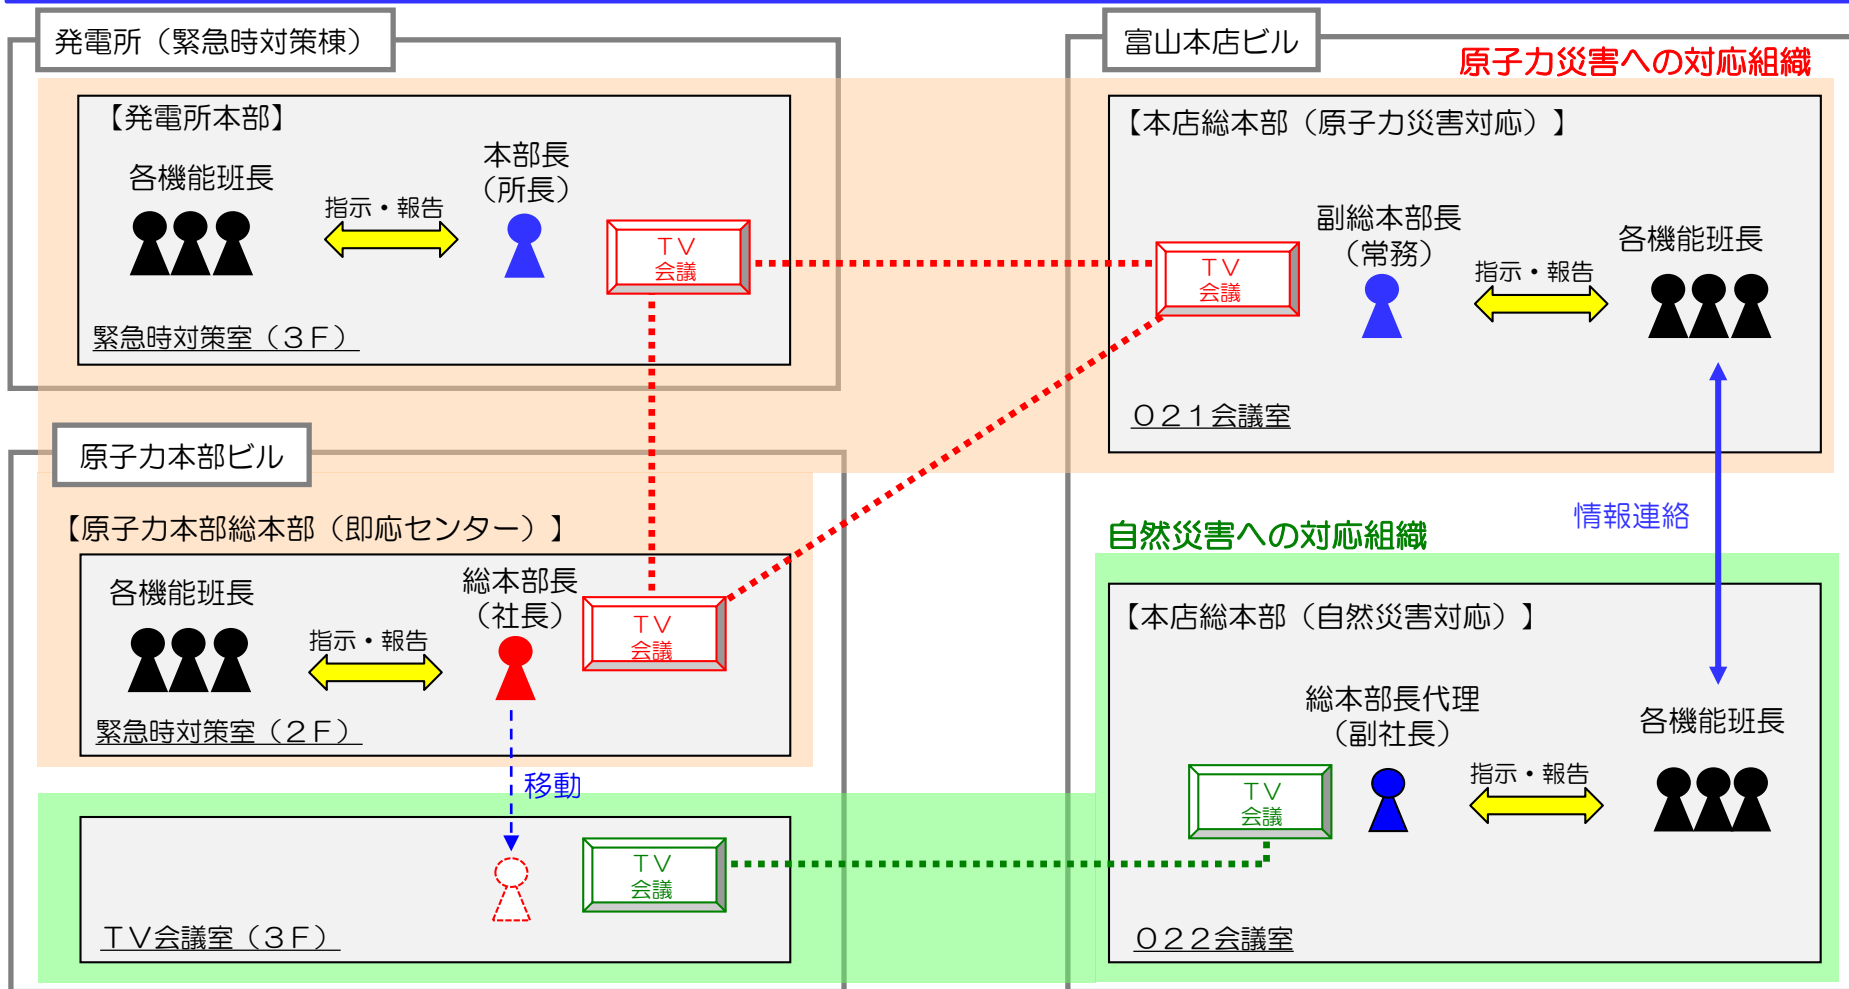 発電所（緊急時対策棟）
【発電所本部】
各機能班長
指示・報告
本部長
（所長）
ＴＶ
会議
緊急時対策室（３Ｆ）
富山本店ビル
原子力災害への対応組織
【本店総本部（原子力災害対応）】
ＴＶ
会議
副総本部長
（常務）
指示・報告
各機能班長
０２１会議室
原子力本部ビル
【原子力本部総本部（即応センター）】
各機能班長
指示・報告
総本部長
（社長）
ＴＶ
会議
緊急時対策室（２Ｆ）
移動
ＴＶ
会議
ＴＶ会議室（３Ｆ）
情報連絡
自然災害への対応組織
【本店総本部（自然災害対応）】
総本部長代理
（副社長）
ＴＶ
会議
指示・報告
各機能班長
０２２会議室